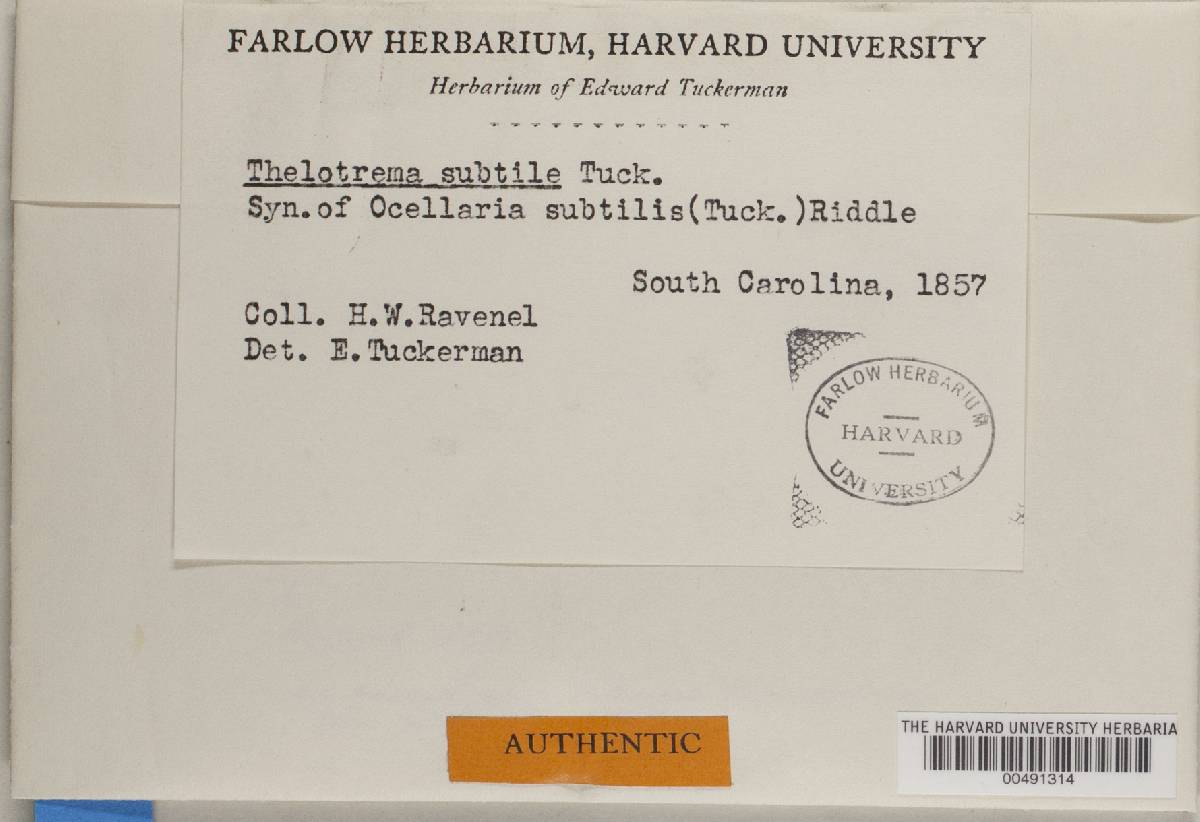 FARLOW HERBARIUM, HARVARD UNIVERSITY
Herbarium of Edward Tuckerman
Thelotrema subtile Tuck.
Syn.of Ocellaria subtilis(Tuck.)Riddle
South Carolina, 1857
Coll. H.W.Ravenel
Det. E.Tuckerman
FARLOW HERBARIUM
HARVARD
UNIVERSITY
AUTHENTIC
THE HARVARD UNIVERSITY HERBARIA
00491314